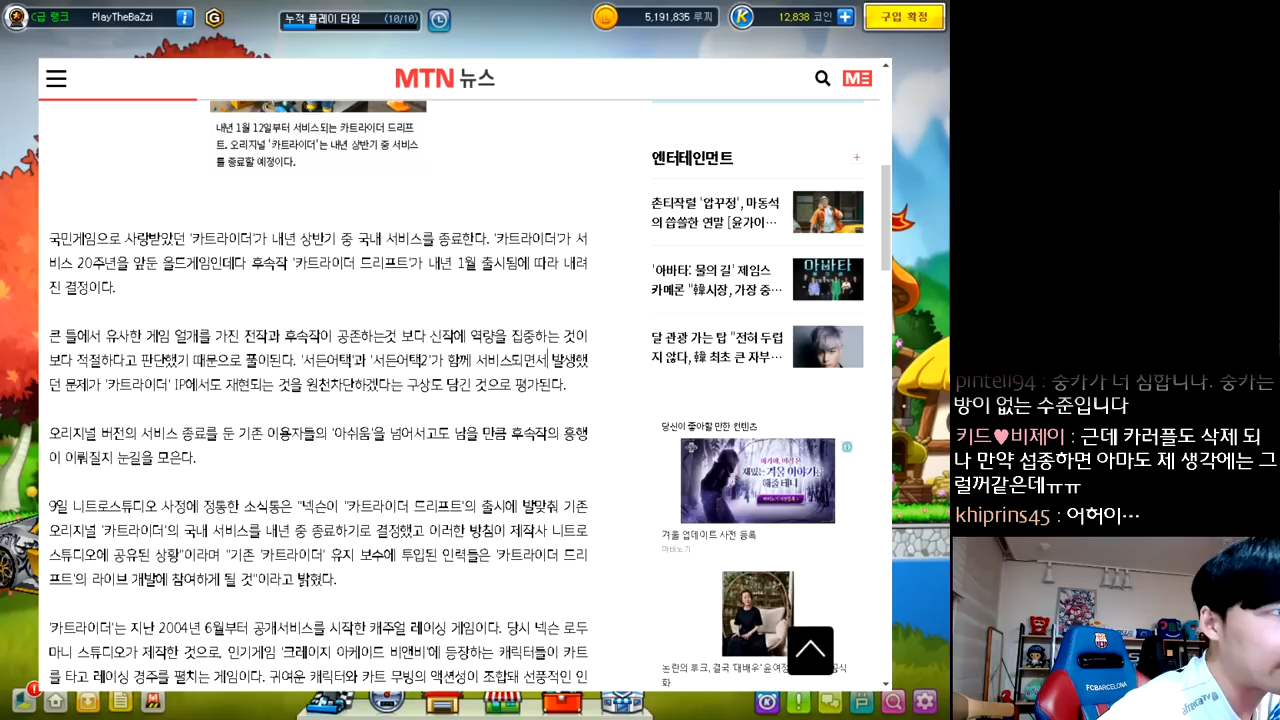 C급 랭크
PlayTheBaZzi
누적 플레이 타임
(10/10)
5,191,835 루찌
12,838 코인
구입 확정
MTN 뉴스
내년 1월 12일부터 서비스되는 카트라이더 드리프
트. 오리지널 '카트라이더'는 내년 상반기 중 서비스
를 종료할 예정이다.
국민게임으로 사랑받았던 '카트라이더'가 내년 상반기 중 국내 서비스를 종료한다. '카트라이더'가 서
비스 20주년을 앞둔 올드게임인데다 후속작 '카트라이더 드리프트'가 내년 1월 출시됨에 따라 내려
진 결정이다.
큰 틀에서 유사한 게임 얼개를 가진 전작과 후속작이 공존하는것 보다 신작에 역량을 집중하는 것이
보다 적절하다고 판단했기 때문으로 풀이된다. '서든어택'과 '서든어택2'가 함께 서비스되면서 발생했
던 문제가 '카트라이더' IP에서도 재현되는 것을 원천차단하겠다는 구상도 담긴 것으로 평가된다.
오리지널 버전의 서비스 종료를 둔 기존 이용자들의 '아쉬움'을 넘어서고도 남을 만큼 후속작의 흥행
이 이뤄질지 눈길을 모은다.
9일 니트로스튜디오 사정에 정통한 소식통은 "넥슨이 "카트라이더 드리프트'의 출시에 발맞춰 기존
오리지널 '카트라이더'의 국내 서비스를 내년 중 종료하기로 결정했고 이러한 방침이 제작사 니트로
스튜디오에 공유된 상황"이라며 "기존 '카트라이더' 유지 보수에 투입된 인력들은 '카트라이더 드리
프트'의 라이브 개발에 참여하게 될 것"이라고 밝혔다.
'카트라이더'는 지난 2004년 6월부터 공개서비스를 시작한 캐주얼 레이싱 게임이다. 당시 넥슨 로두
마니 스튜디오가 제작한 것으로, 인기게임 '크레이지 아케이드 비앤비'에 등장하는 캐릭터들이 카트
를 타고 레이싱 경주를 펼치는 게임이다. 귀여운 캐릭터와 카트 무빙의 액션성이 조합돼 선풍적인 인
엔터테인먼트
촌티작렬 '압꾸정', 마동석
의 씁쓸한 연말 [윤가이…
'아바타: 물의 길' 제임스
카메론 "韓시장, 가장 중…
달 관광 가는 탑 "전혀 두렵
지 않다, 韓 최초 큰 자부…
당신이 좋아할 만한 컨텐츠
겨울 업데이트 사전 등록
마비노기
논란의 후크, 결국 '대배우' 윤여정
공식
화
pintell94 : 중카가 더 심합니다. 중카는
방이 없는 수준입니다
키드♥비제이 : 근데 카러플도 삭제 되
나 만약 섭종하면 아마도 제 생각에는 그
럴꺼같은데ㅠㅠ
khiprins45 : 어허이…
FCBARCELONA